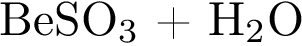 BeSO₃ + H₂O